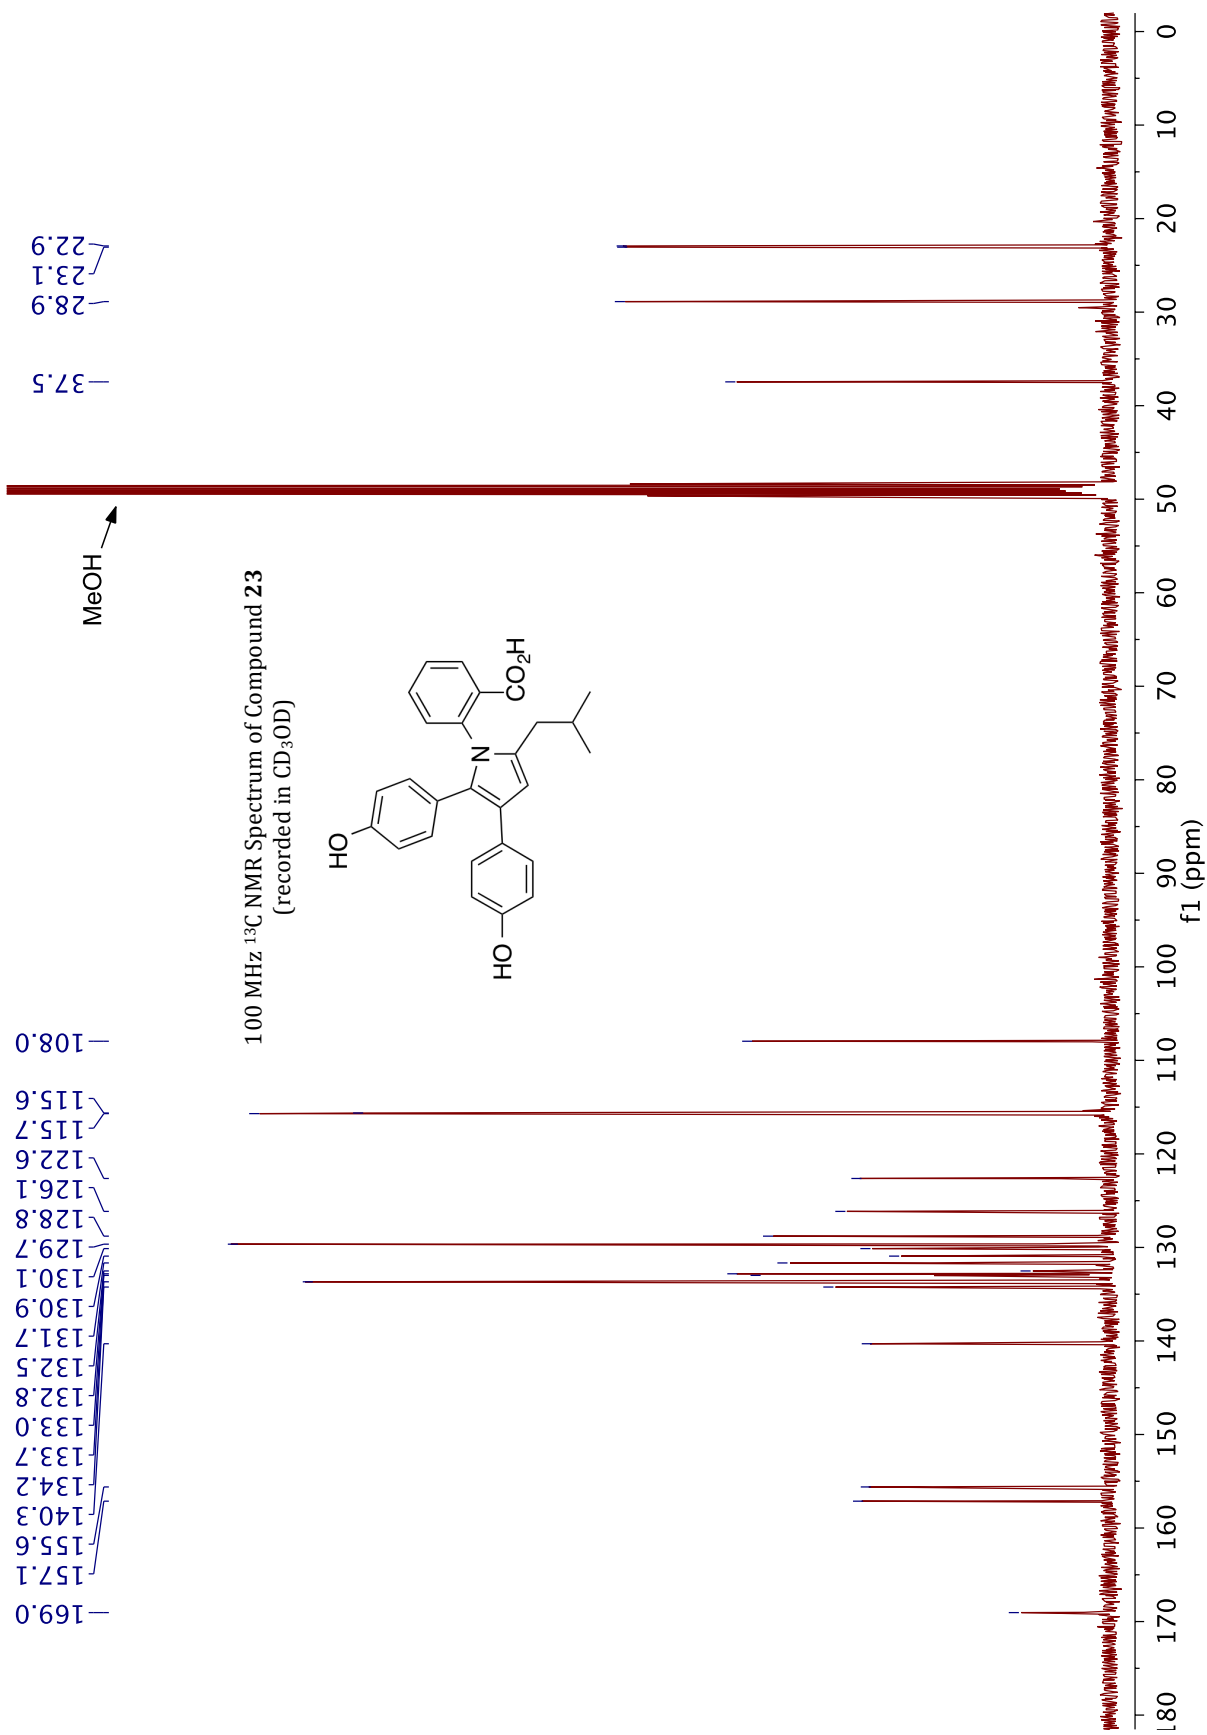 169.0
157.1
155.6
140.3
134.2
133.7
133.0
132.8
132.5
131.7
130.9
130.1
129.7
128.8
126.1
122.6
115.7
115.6
108.0
37.5
28.9
23.1
22.9
MeOH
100 MHz ¹³C NMR Spectrum of Compound 23
(recorded in CD₃OD)
HO
HO
N
CO₂H
180 170 160 150 140 130 120 110 100 90 80 70 60 50 40 30 20 10 0
f1 (ppm)